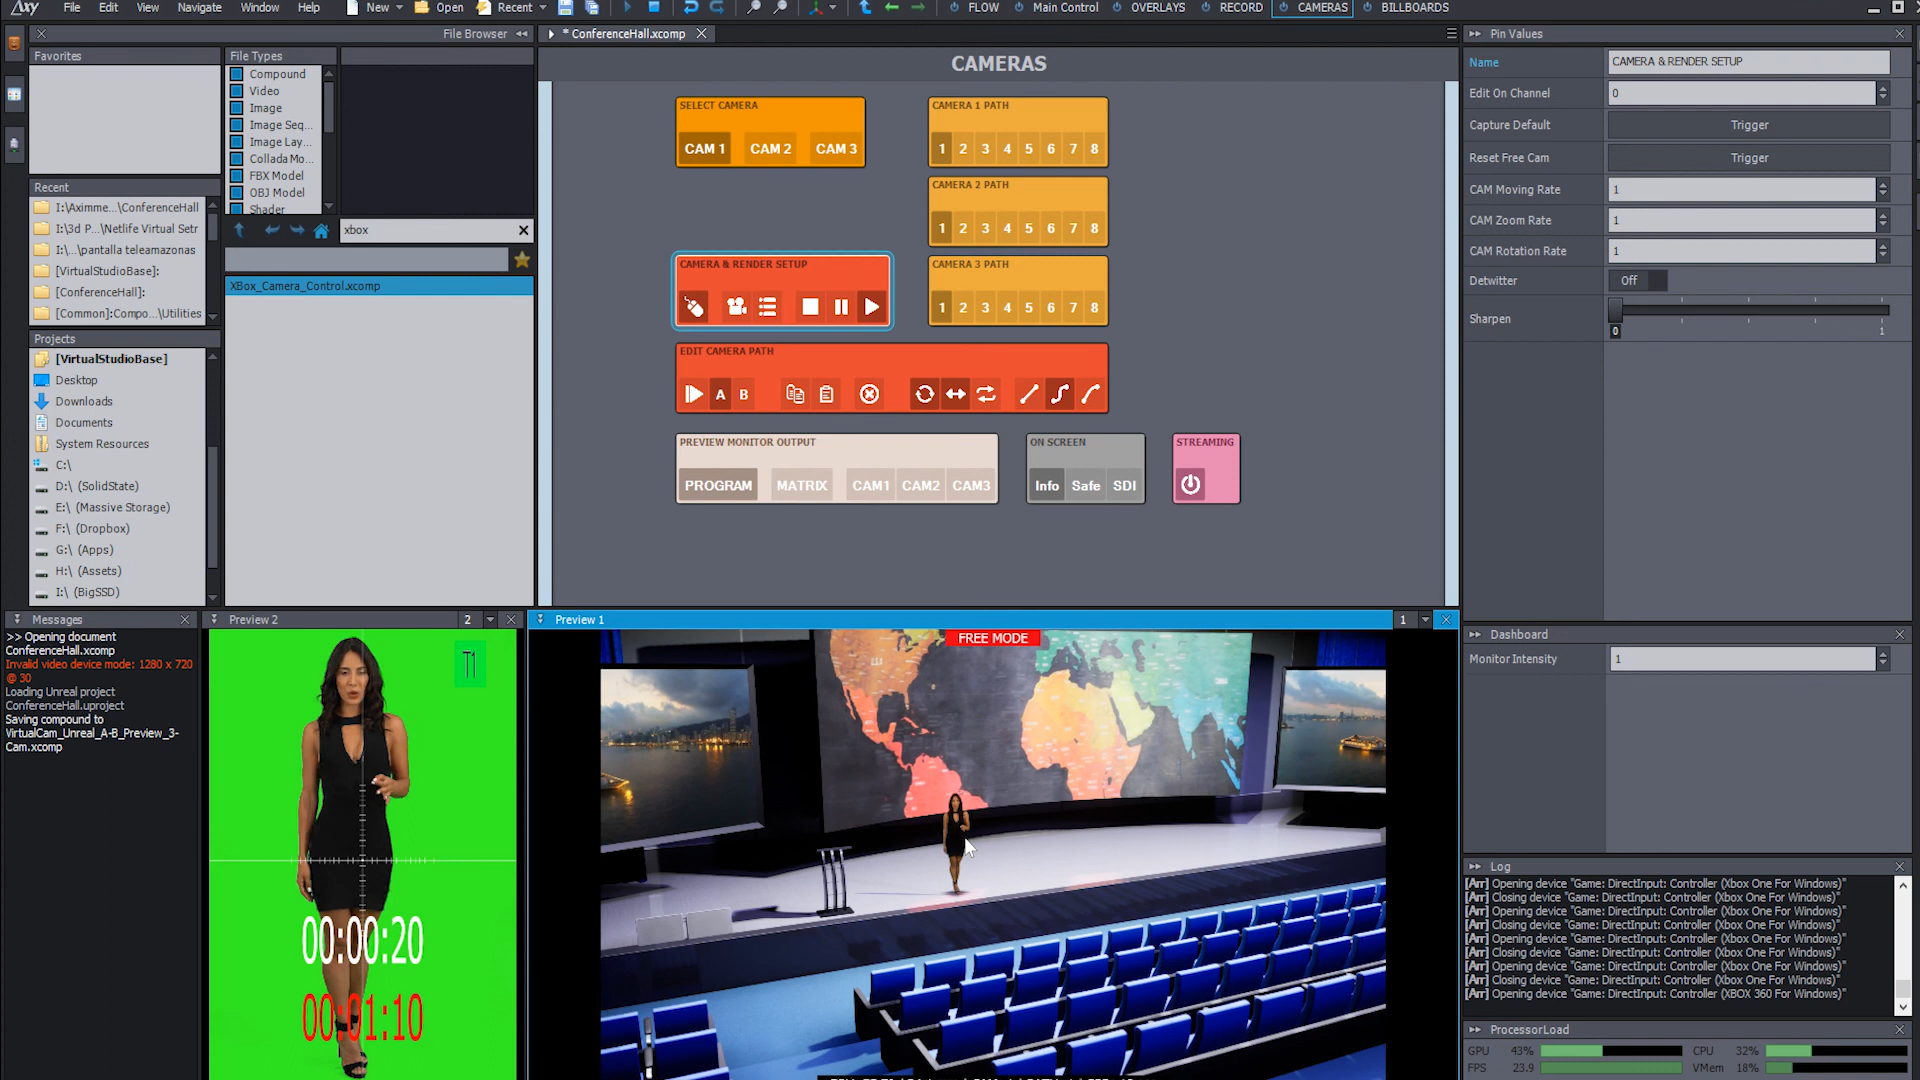 Axy File Edit View Navigate Window Help New Open Recent FLOW Main Control OVERLAYS RECORD CAMERAS BILLBOARDS
File Browser
* ConferenceHall.xcomp
Pin Values
Favorites
File Types
Compound
Video
Image
Image Seq...
Image Lay...
Collada Mo...
FBX Model
OBJ Model
Shader
Recent
I:\Aximme...\ConferenceHall
I:\3d P...\Netlife Virtual Setr
I:\...\pantalla teleamazonas
[VirtualStudioBase]:
[ConferenceHall]:
[Common]:Compo...\Utilities
xbox
XBox_Camera_Control.xcomp
Projects
[VirtualStudioBase]
Desktop
Downloads
Documents
System Resources
C:\
D:\ (SolidState)
E:\ (Massive Storage)
F:\ (Dropbox)
G:\ (Apps)
H:\ (Assets)
I:\ (BigSSD)
CAMERAS
SELECT CAMERA
CAM 1 CAM 2 CAM 3
CAMERA 1 PATH
1 2 3 4 5 6 7 8
CAMERA 2 PATH
1 2 3 4 5 6 7 8
CAMERA & RENDER SETUP
CAMERA 3 PATH
1 2 3 4 5 6 7 8
EDIT CAMERA PATH
A B
PREVIEW MONITOR OUTPUT
PROGRAM MATRIX CAM1 CAM2 CAM3
ON SCREEN
Info Safe SDI
STREAMING
Name CAMERA & RENDER SETUP
Edit On Channel 0
Capture Default Trigger
Reset Free Cam Trigger
CAM Moving Rate 1
CAM Zoom Rate 1
CAM Rotation Rate 1
Detwitter Off
Sharpen
0 1
Messages
>> Opening document
ConferenceHall.xcomp
Invalid video device mode: 1280 x 720
@ 30
Loading Unreal project
ConferenceHall.uproject
Saving compound to
VirtualCam_Unreal_A-B_Preview_3-
Cam.xcomp
Preview 2 2
T1
00:00:20
00:01:10
Preview 1 1
FREE MODE
Dashboard
Monitor Intensity 1
Log
[Arr] Opening device "Game: DirectInput: Controller (Xbox One For Windows)"
[Arr] Closing device "Game: DirectInput: Controller (Xbox One For Windows)"
[Arr] Opening device "Game: DirectInput: Controller (Xbox One For Windows)"
[Arr] Closing device "Game: DirectInput: Controller (Xbox One For Windows)"
[Arr] Opening device "Game: DirectInput: Controller (Xbox One For Windows)"
[Arr] Closing device "Game: DirectInput: Controller (Xbox One For Windows)"
[Arr] Opening device "Game: DirectInput: Controller (Xbox One For Windows)"
[Arr] Closing device "Game: DirectInput: Controller (Xbox One For Windows)"
[Arr] Opening device "Game: DirectInput: Controller (XBOX 360 For Windows)"
ProcessorLoad
GPU 43% CPU 32%
FPS 23.9 VMem 18%